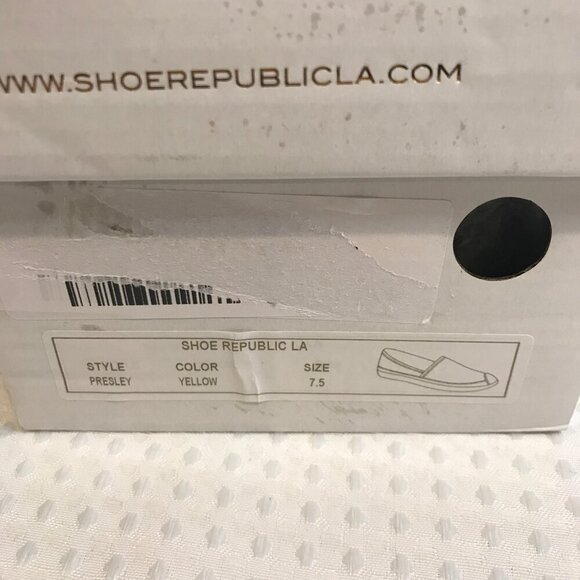 WWW.SHOEREPUBLICLA.COM
SHOE REPUBLIC LA
STYLE COLOR SIZE
PRESLEY YELLOW 7.5